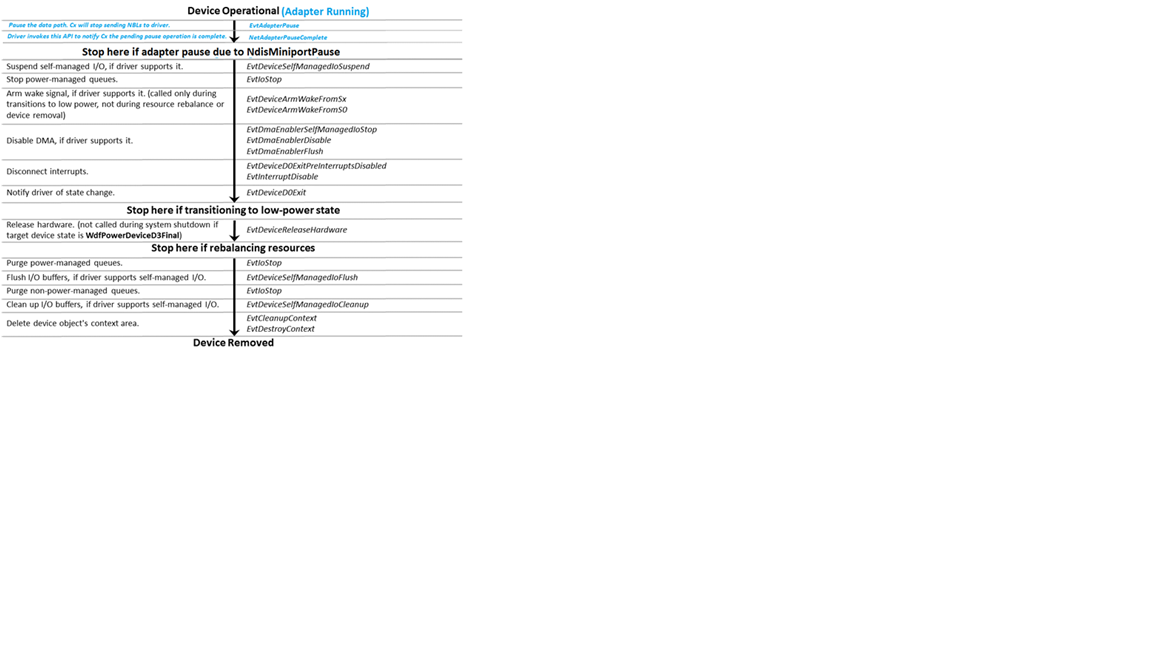 Device Operational (Adapter Running)
Pause the data path. Cx will stop sending NBLs to driver. EvtAdapterPause
Driver invokes this API to notify Cx the pending pause operation is complete. NetAdapterPauseComplete
Stop here if adapter pause due to NdisMiniportPause
Suspend self-managed I/O, if driver supports it. EvtDeviceSelfManagedIoSuspend
Stop power-managed queues. EvtIoStop
Arm wake signal, if driver supports it. (called only during
transitions to low power, not during resource rebalance or
device removal)
EvtDeviceArmWakeFromSx
EvtDeviceArmWakeFromS0
Disable DMA, if driver supports it.
EvtDmaEnablerSelfManagedIoStop
EvtDmaEnablerDisable
EvtDmaEnablerFlush
Disconnect interrupts.
EvtDeviceD0ExitPreInterruptsDisabled
EvtInterruptDisable
Notify driver of state change. EvtDeviceD0Exit
Stop here if transitioning to low-power state
Release hardware. (not called during system shutdown if
target device state is WdfPowerDeviceD3Final)
EvtDeviceReleaseHardware
Stop here if rebalancing resources
Purge power-managed queues. EvtIoStop
Flush I/O buffers, if driver supports self-managed I/O. EvtDeviceSelfManagedIoFlush
Purge non-power-managed queues. EvtIoStop
Clean up I/O buffers, if driver supports self-managed I/O. EvtDeviceSelfManagedIoCleanup
Delete device object's context area.
EvtCleanupContext
EvtDestroyContext
Device Removed